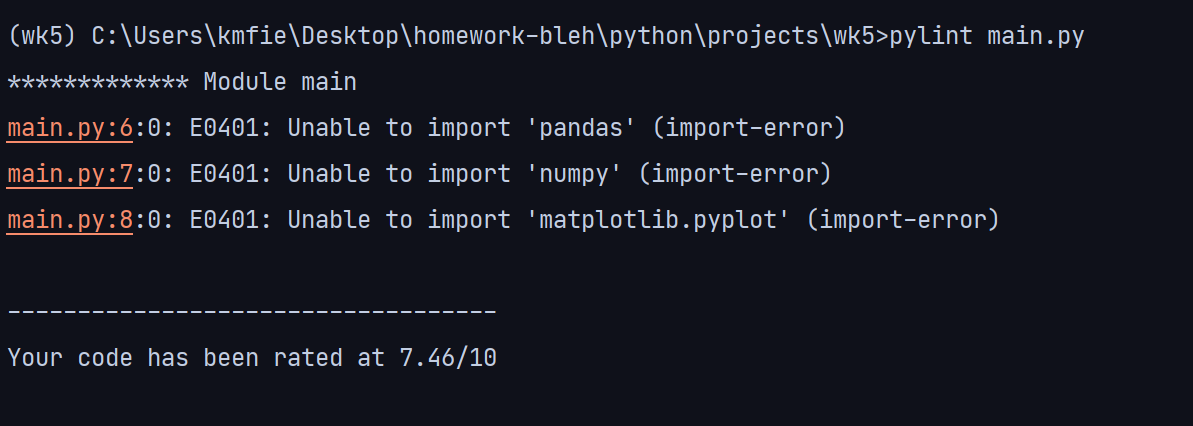 (wk5) C:\Users\kmfie\Desktop\homework-bleh\python\projects\wk5>pylint main.py
************* Module main
main.py:6:0: E0401: Unable to import 'pandas' (import-error)
main.py:7:0: E0401: Unable to import 'numpy' (import-error)
main.py:8:0: E0401: Unable to import 'matplotlib.pyplot' (import-error)
-----------------------------------
Your code has been rated at 7.46/10